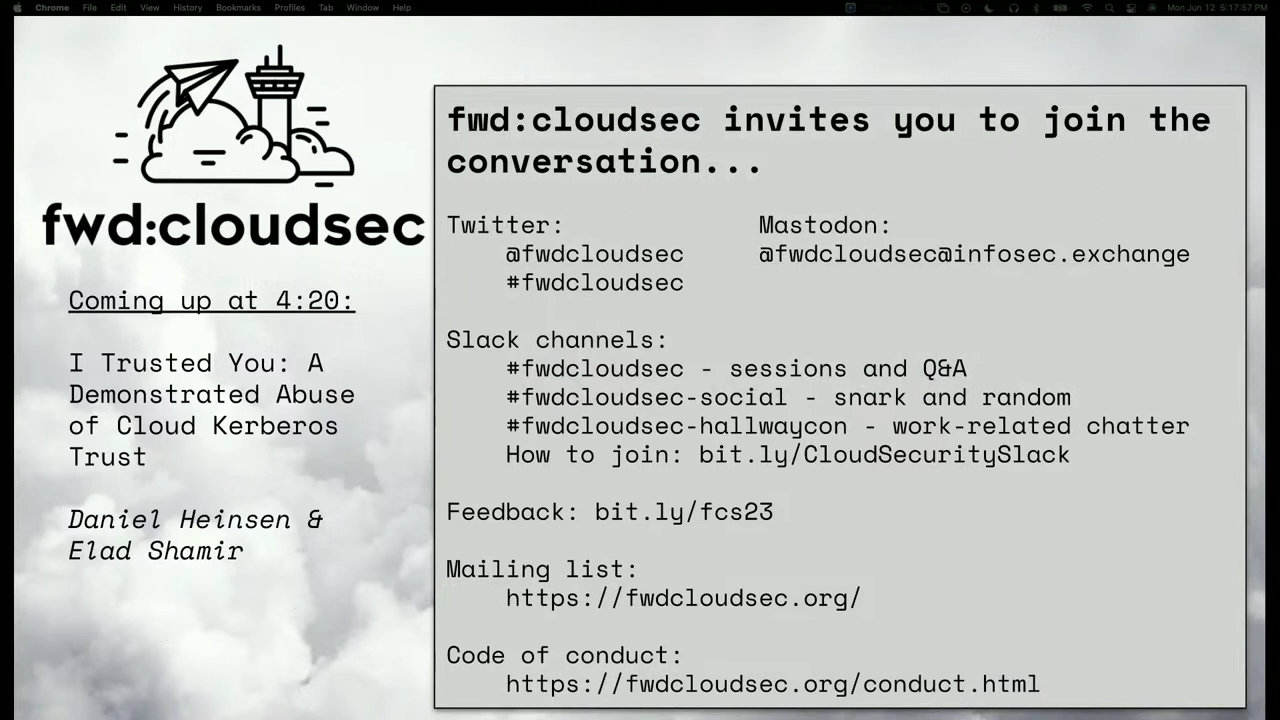 Chrome File Edit View History Bookmarks Profiles Tab Window Help
Mon Jun 12 5:17:57 PM
fwd:cloudsec
Coming up at 4:20:
I Trusted You: A
Demonstrated Abuse
of Cloud Kerberos
Trust
Daniel Heinsen &
Elad Shamir
fwd:cloudsec invites you to join the
conversation...
Twitter: Mastodon:
@fwdcloudsec @fwdcloudsec@infosec.exchange
#fwdcloudsec
Slack channels:
#fwdcloudsec - sessions and Q&A
#fwdcloudsec-social - snark and random
#fwdcloudsec-hallwaycon - work-related chatter
How to join: bit.ly/CloudSecuritySlack
Feedback: bit.ly/fcs23
Mailing list:
https://fwdcloudsec.org/
Code of conduct:
https://fwdcloudsec.org/conduct.html